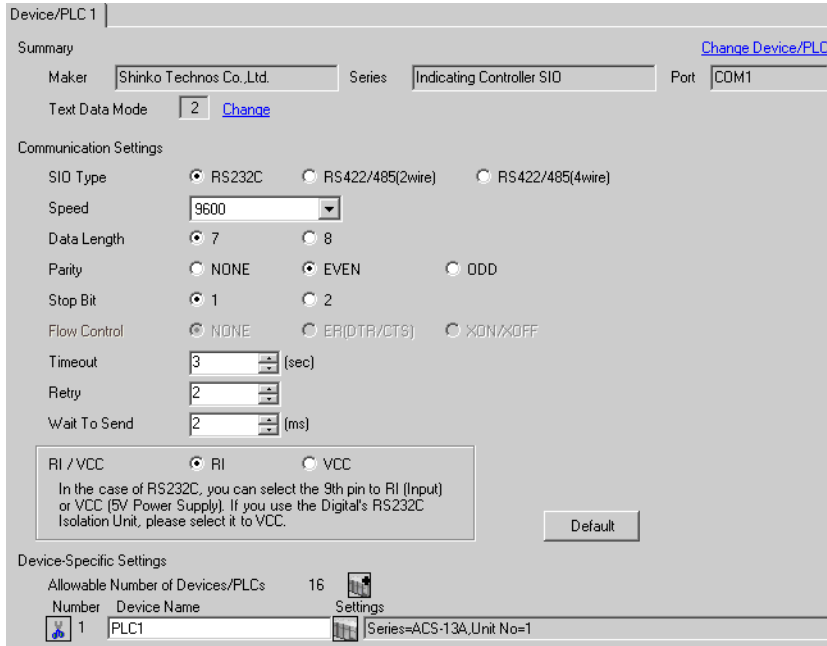 Device/PLC 1
Summary Change Device/PLC
Maker Shinko Technos Co.,Ltd. Series Indicating Controller SIO Port COM1
Text Data Mode 2 Change
Communication Settings
SIO Type RS232C RS422/485(2wire) RS422/485(4wire)
Speed 9600
Data Length 7 8
Parity NONE EVEN ODD
Stop Bit 1 2
Flow Control NONE ER(DTR/CTS) XON/XOFF
Timeout 3 (sec)
Retry 2
Wait To Send 2 (ms)
RI / VCC RI VCC
In the case of RS232C, you can select the 9th pin to RI (Input)
or VCC (5V Power Supply). If you use the Digital's RS232C
Isolation Unit, please select it to VCC.
Default
Device-Specific Settings
Allowable Number of Devices/PLCs 16
Number Device Name Settings
1 PLC1 Series=ACS-13A,Unit No=1